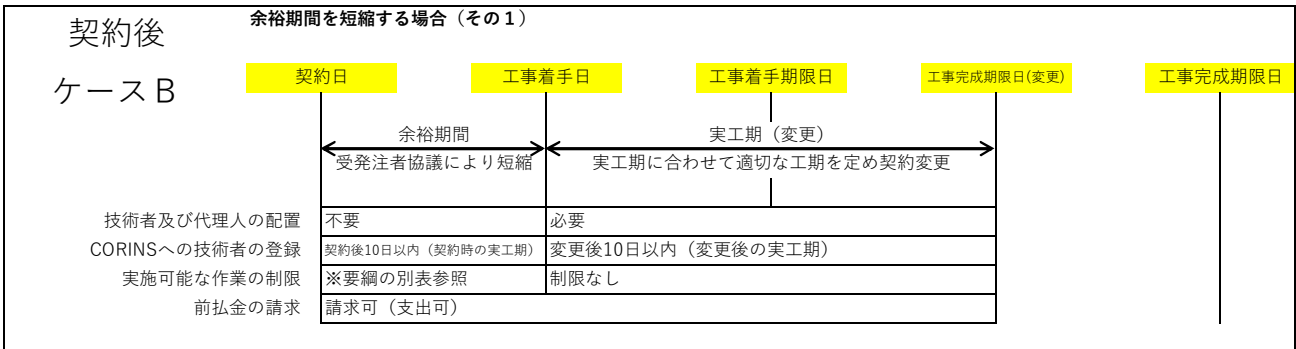 契約後
ケースB
余裕期間を短縮する場合（その１）
契約日 工事着手日 工事着手期限日 工事完成期限日(変更) 工事完成期限日
余裕期間 実工期（変更）
受発注者協議により短縮 実工期に合わせて適切な工期を定め契約変更
技術者及び代理人の配置 不要 必要
CORINSへの技術者の登録 契約後10日以内（契約時の実工期） 変更後10日以内（変更後の実工期）
実施可能な作業の制限 ※要綱の別表参照 制限なし
前払金の請求 請求可（支出可）